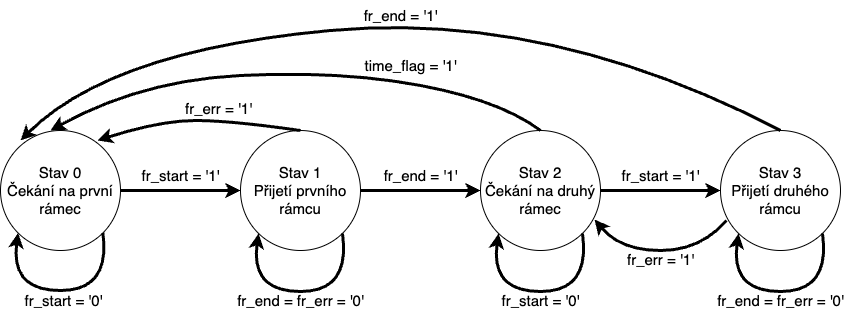 fr_end = '1'
time_flag = '1'
fr_err = '1'
Stav 0
Čekání na první
rámec
fr_start = '1'
Stav 1
Přijetí prvního
rámcu
fr_end = '1'
Stav 2
Čekání na druhý
rámec
fr_start = '1'
Stav 3
Přijetí druhého
rámcu
fr_err = '1'
fr_start = '0'
fr_end = fr_err = '0'
fr_start = '0'
fr_end = fr_err = '0'